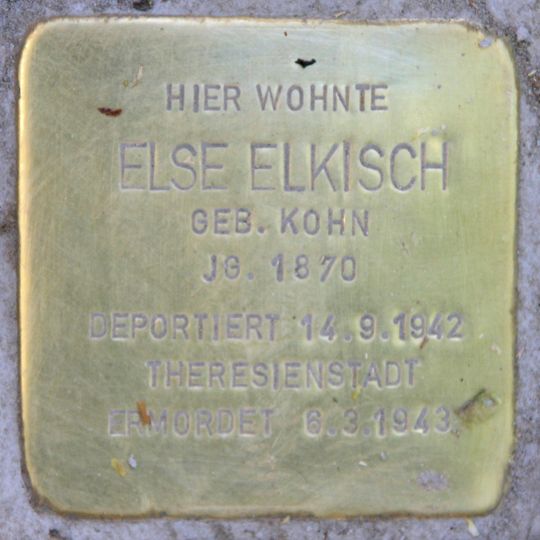 HIER WOHNTE
ELSE ELKISCH
GEB. KOHN
JG. 1870
DEPORTIERT 14.9.1942
THERESIENSTADT
ERMORDET 6.3.1943